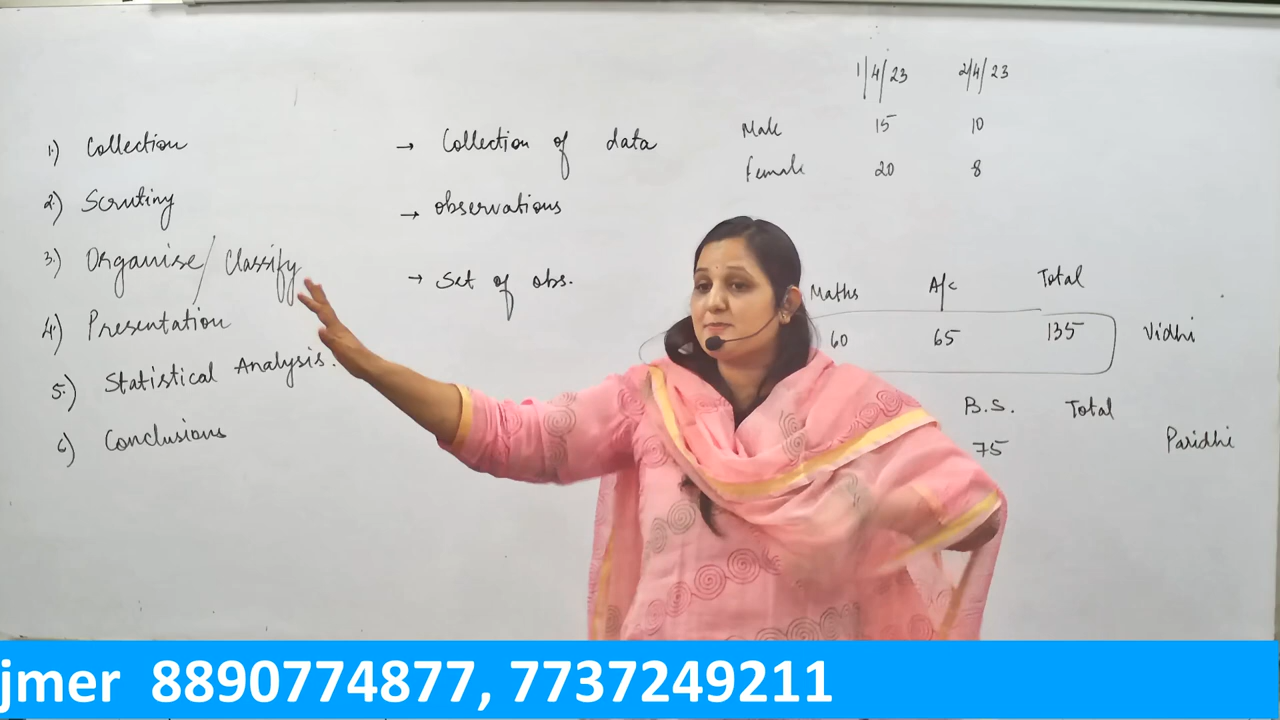 1/4/23 2/4/23
Male 15 10
Female 20 8
1.) Collection
2.) Scrutiny
3.) Organise/Classify
4.) Presentation
5.) Statistical Analysis.
6) Conclusions
→ Collection of data
→ observations
→ Set of obs.
Maths A/c Total
60 65 135 Vidhi
B.S. Total
75 Paridhi
jmer 8890774877, 7737249211